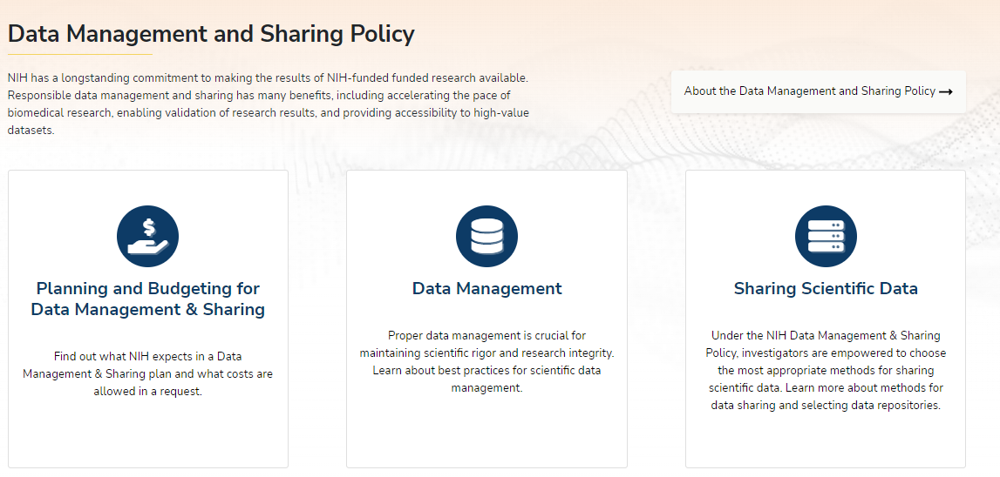 Data Management and Sharing Policy
NIH has a longstanding commitment to making the results of NIH-funded funded research available.
Responsible data management and sharing has many benefits, including accelerating the pace of
biomedical research, enabling validation of research results, and providing accessibility to high-value
datasets.
About the Data Management and Sharing Policy →
$
Planning and Budgeting for
Data Management & Sharing
Find out what NIH expects in a Data
Management & Sharing plan and what costs are
allowed in a request.
Data Management
Proper data management is crucial for
maintaining scientific rigor and research integrity.
Learn about best practices for scientific data
management.
Sharing Scientific Data
Under the NIH Data Management & Sharing
Policy, investigators are empowered to choose
the most appropriate methods for sharing
scientific data. Learn more about methods for
data sharing and selecting data repositories.